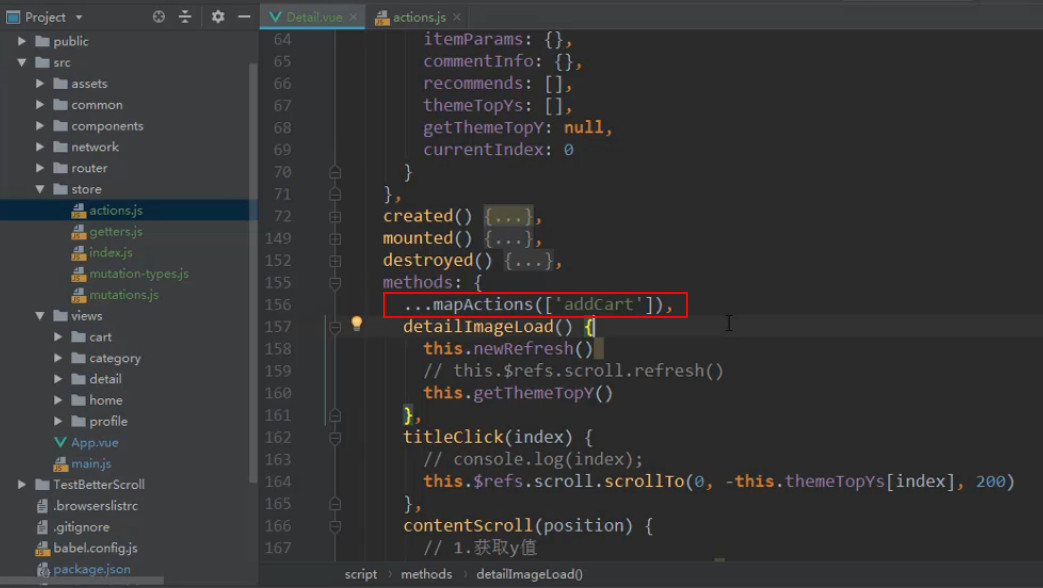 Project
Detail.vue
actions.js
public
src
assets
common
components
network
router
store
actions.js
getters.js
index.js
mutation-types.js
mutations.js
views
cart
category
detail
home
profile
App.vue
main.js
TestBetterScroll
.browserslistrc
.gitignore
babel.config.js
package.json
64 itemParams: {},
65 commentInfo: {},
66 recommends: [],
67 themeTopYs: [],
68 getThemeTopY: null,
69 currentIndex: 0
70 }
71 },
72 created() {...},
149 mounted() {...},
152 destroyed() {...},
155 methods: {
156 ...mapActions(['addCart']),
157 detailImageLoad() {
158 this.newRefresh()
159 // this.$refs.scroll.refresh()
160 this.getThemeTopY()
161 },
162 titleClick(index) {
163 // console.log(index);
164 this.$refs.scroll.scrollTo(0, -this.themeTopYs[index], 200)
165 },
166 contentScroll(position) {
167 // 1.获取y值
script › methods › detailImageLoad()